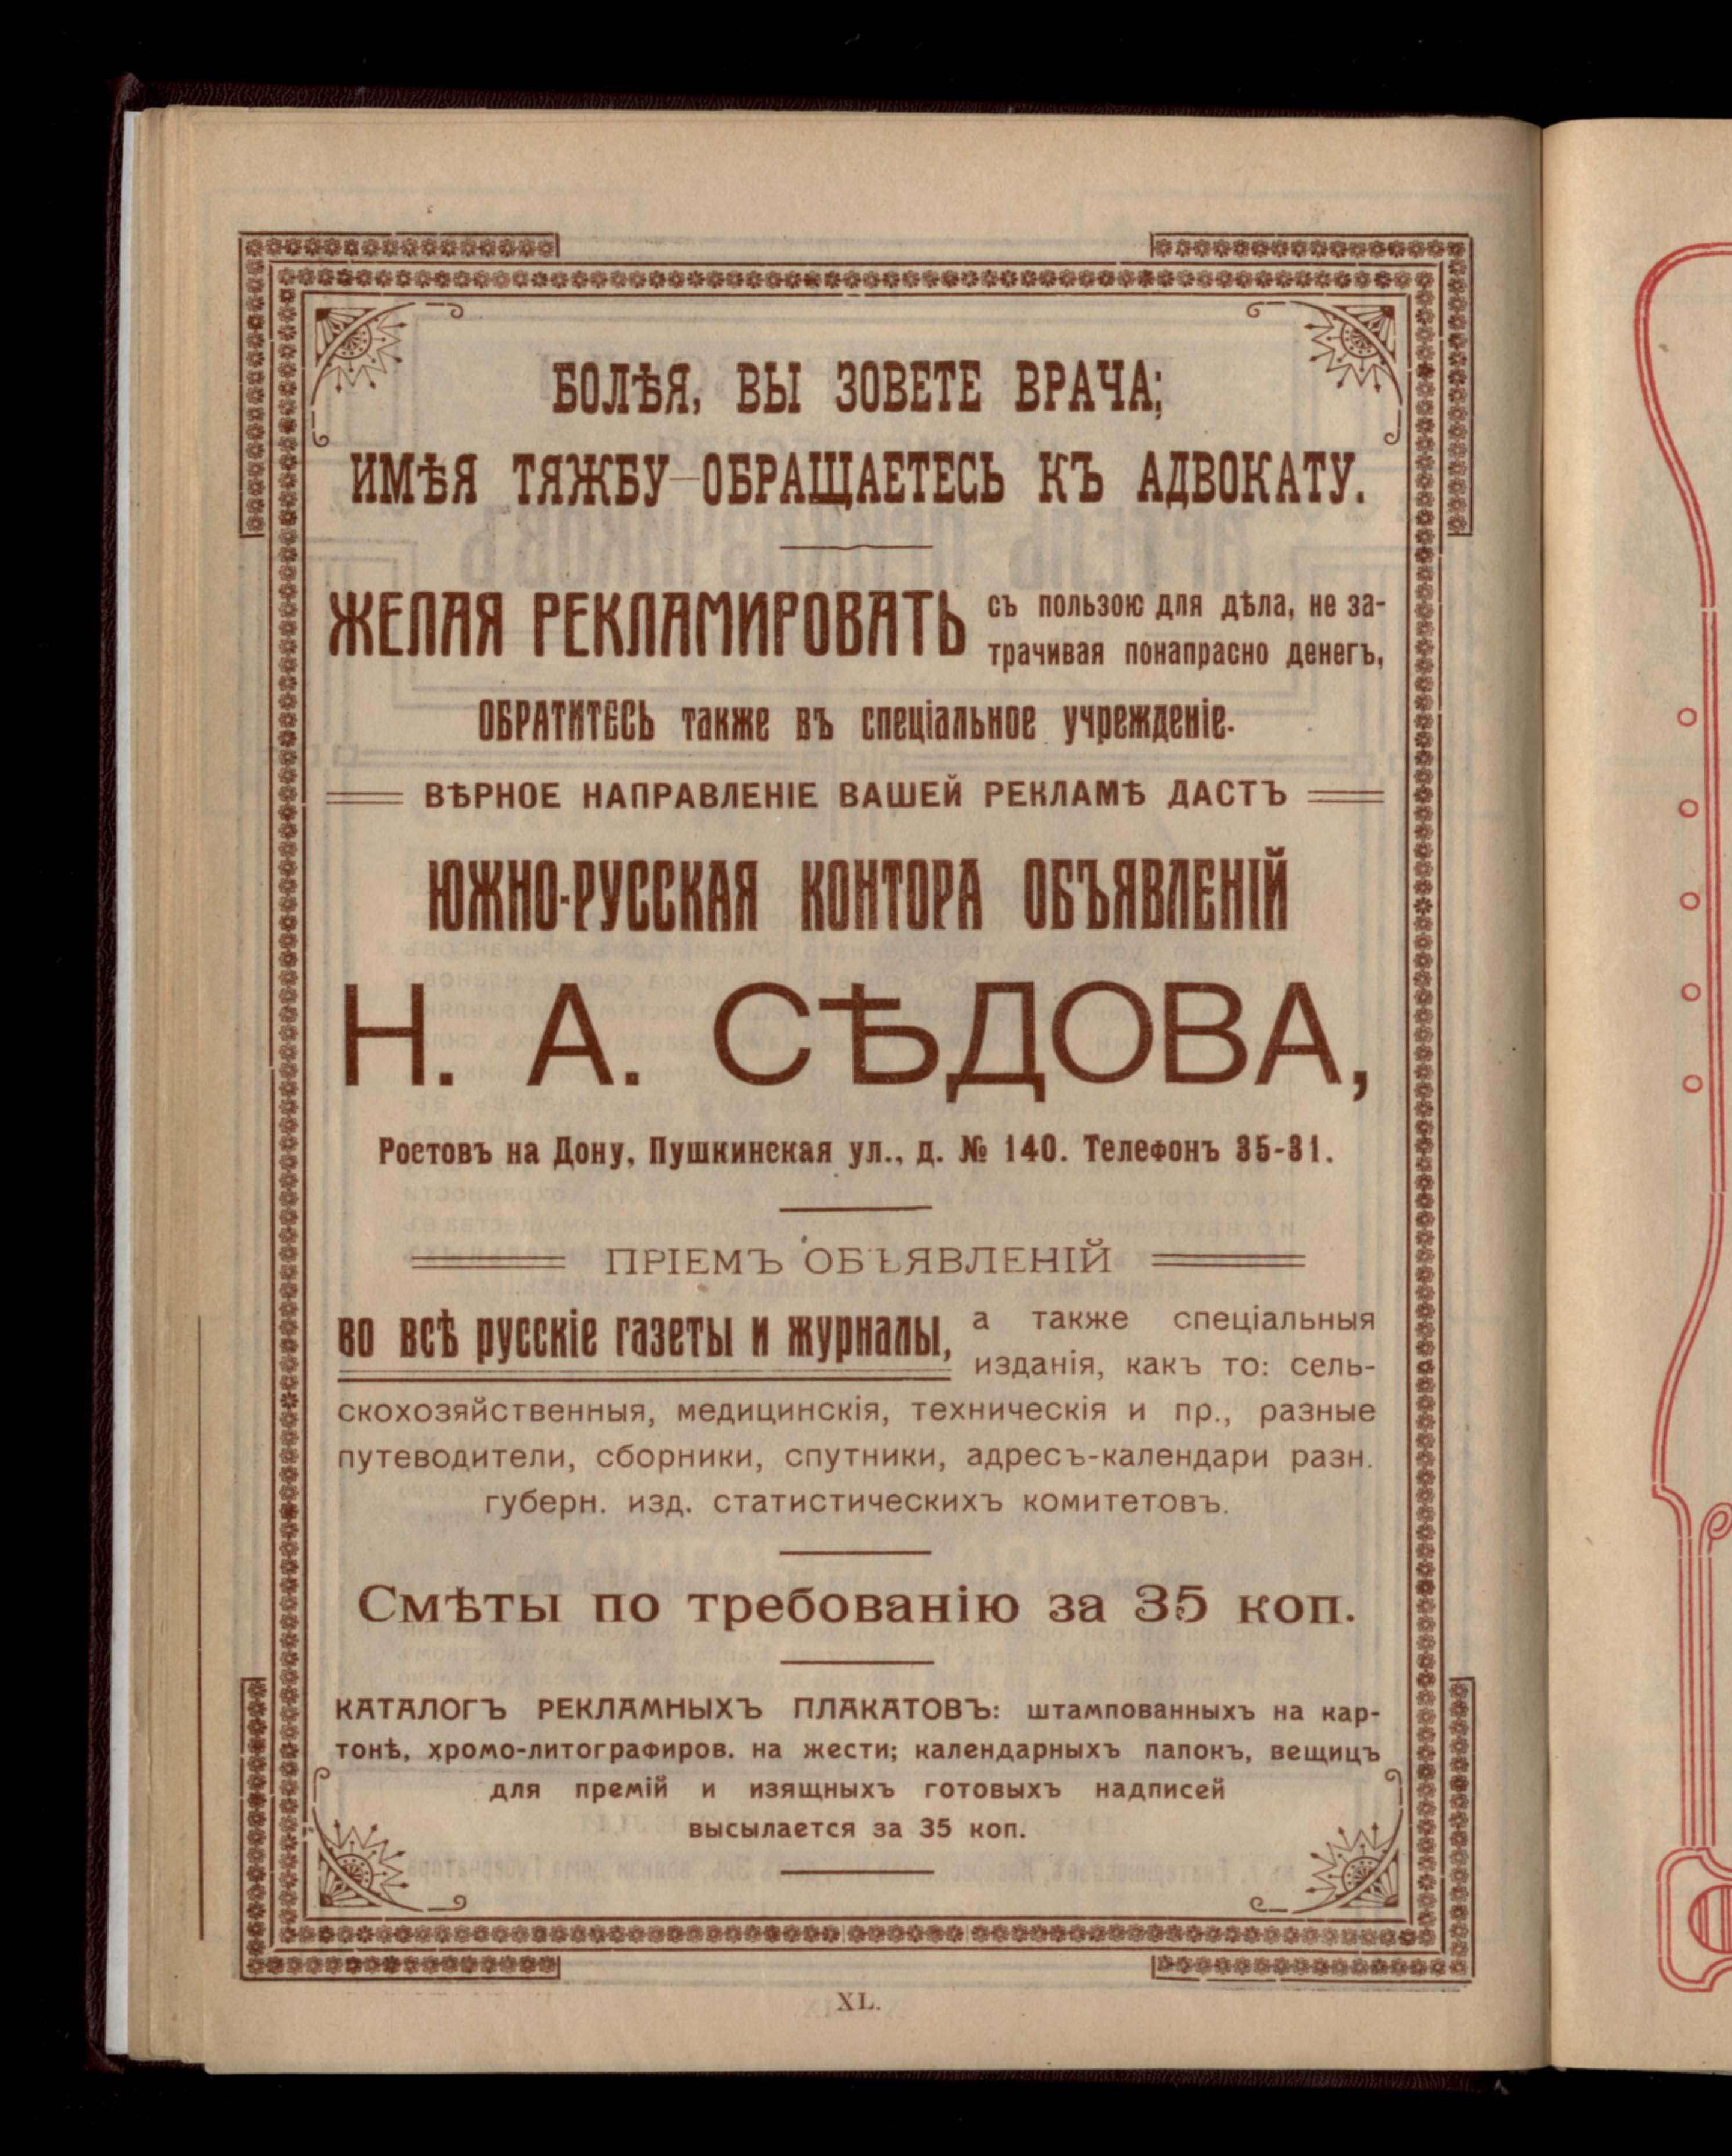 БОЛѢЯ, ВЫ ЗОВЕТЕ ВРАЧА;
ИМѢЯ ТЯЖБУ—ОБРАЩАЕТЕСЬ КЪ АДВОКАТУ.
ЖЕЛАЯ РЕКЛАМИРОВАТЬ съ пользою для дѣла, не за-
трачивая понапрасно денегъ,
ОБРАТИТЕСЬ также въ спеціальное учрежденіе.
ВѢРНОЕ НАПРАВЛЕНІЕ ВАШЕЙ РЕКЛАМѢ ДАСТЪ
ЮЖНО-РУССКАЯ КОНТОРА ОБЪЯВЛЕНІЙ
Н. А. СѢДОВА,
Ростовъ на Дону, Пушкинская ул., д. № 140. Телефонъ 35-31.
ПРІЕМЪ ОБЪЯВЛЕНІЙ
во всѣ русскіе газеты и журналы, а также спеціальныя
изданія, какъ то: сель-
скохозяйственныя, медицинскія, техническія и пр., разные
путеводители, сборники, спутники, адресъ-календари разн.
губерн. изд. статистическихъ комитетовъ.
Смѣты по требованію за 35 коп.
КАТАЛОГЪ РЕКЛАМНЫХЪ ПЛАКАТОВЪ: штампованныхъ на кар-
тонѣ, хромо-литографиров. на жести; календарныхъ папокъ, вещицъ
для премій и изящныхъ готовыхъ надписей
высылается за 35 коп.
XL.